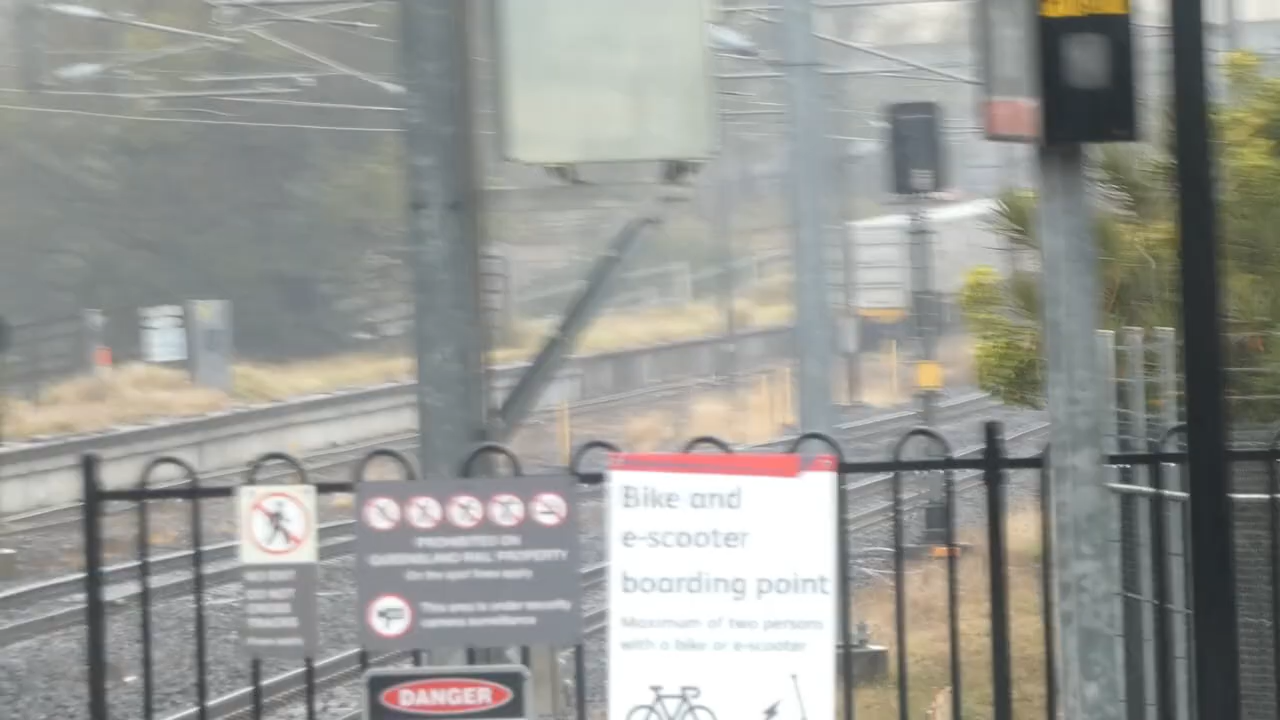 PROHIBITED ON
QUEENSLAND RAIL PROPERTY
On the spot fines apply
This area is under security
camera surveillance
DANGER
Bike and
e-scooter
boarding point
Maximum of two persons
with a bike or e-scooter